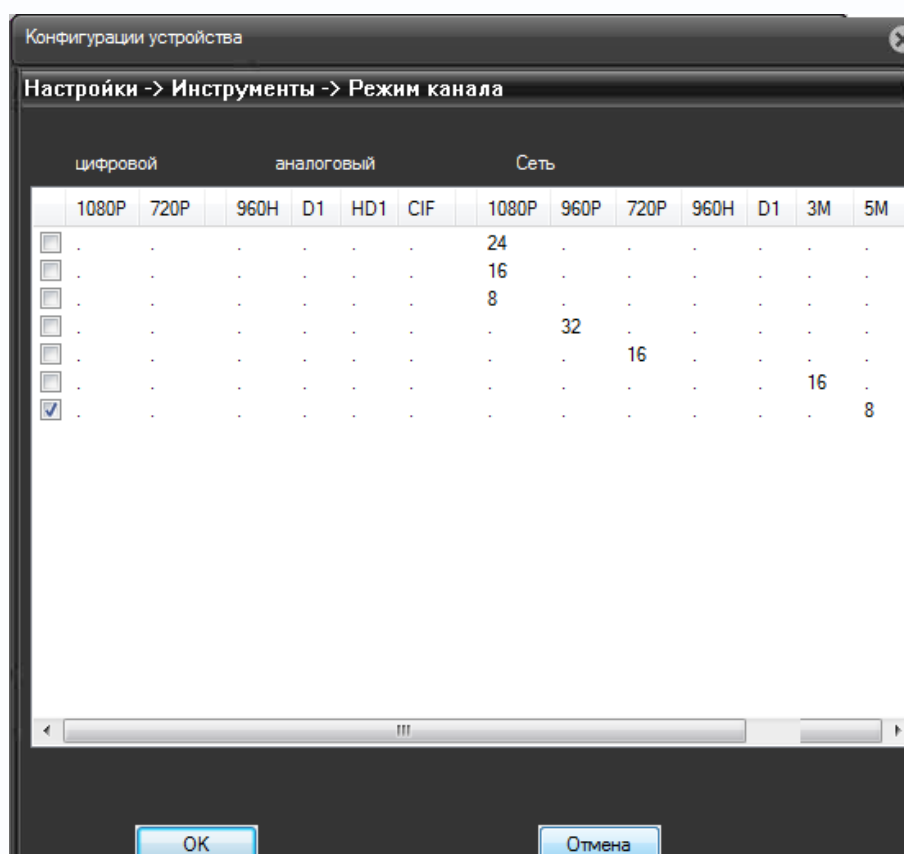 Конфигурации устройства
Настройки -> Инструменты -> Режим канала
цифровой аналоговый Сеть
1080P 720P 960H D1 HD1 CIF 1080P 960P 720P 960H D1 3M 5M
. . . . . . 24 . . . . . .
. . . . . . 16 . . . . . .
. . . . . . 8 . . . . . .
. . . . . . . 32 . . . . .
. . . . . . . . 16 . . . .
. . . . . . . . . . . 16 .
. . . . . . . . . . . . 8
OK Отмена